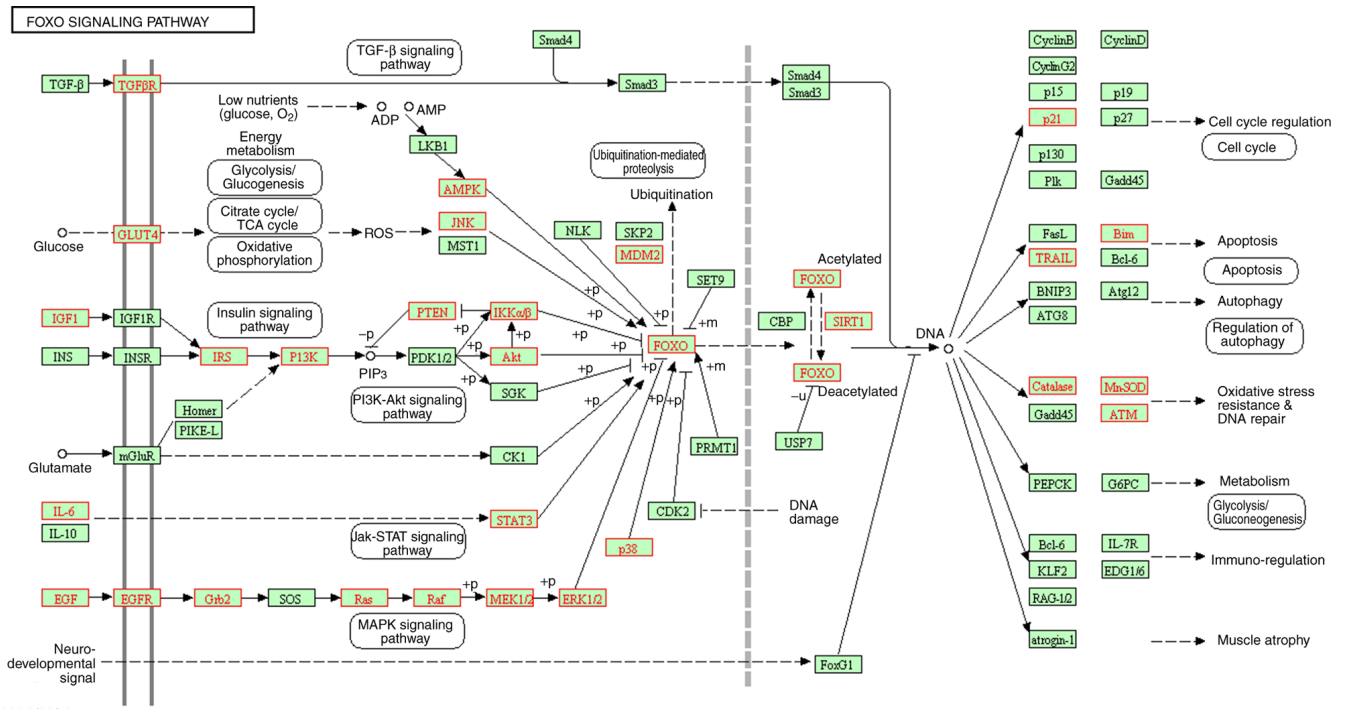 FOXO SIGNALING PATHWAY
TGF-β signaling
pathway
Smad4
TGF-β
TGFβR
Smad3
Smad4
Smad3
Low nutrients
(glucose, O2)
ADP
AMP
LKB1
Energy
metabolism
Glycolysis/
Glucogenesis
AMPK
Citrate cycle/
TCA cycle
Oxidative
phosphorylation
Glucose
GLUT4
ROS
JNK
MST1
Ubiquitination-mediated
proteolysis
Ubiquitination
NLK
SKP2
MDM2
SET9
+p
+p
+m
Acetylated
FOXO
CBP
SIRT1
FOXO
Deacetylated
−u
USP7
IGF1
IGF1R
Insulin signaling
pathway
PTEN
IKKα/β
INS
INSR
IRS
P13K
−p
PIP3
PDK1/2
+p
+p
+p
+p
Akt
SGK
+p
+p
+p
+p
+p
FOXO
+m
PRMT1
PI3K-Akt signaling
pathway
Homer
PIKE-L
Glutamate
mGluR
CK1
+p
+p
+p
IL-6
IL-10
STAT3
Jak-STAT signaling
pathway
p38
CDK2
DNA
damage
EGF
EGFR
Grb2
SOS
Ras
Raf
+p
MEK1/2
+p
ERK1/2
MAPK signaling
pathway
Neuro-
developmental
signal
FoxG1
DNA
CyclinB
CyclinD
CyclinG2
p15
p19
p21
p27
Cell cycle regulation
Cell cycle
p130
Plk
Gadd45
FasL
Bim
Apoptosis
TRAIL
Bcl-6
Apoptosis
BNIP3
Atg12
Autophagy
ATG8
Regulation of
autophagy
Catalase
Mn-SOD
Gadd45
ATM
Oxidative stress
resistance &
DNA repair
PEPCK
G6PC
Metabolism
Glycolysis/
Gluconeogenesis
Bcl-6
IL-7R
Immuno-regulation
KLF2
EDG1/6
RAG-1/2
atrogin-1
Muscle atrophy